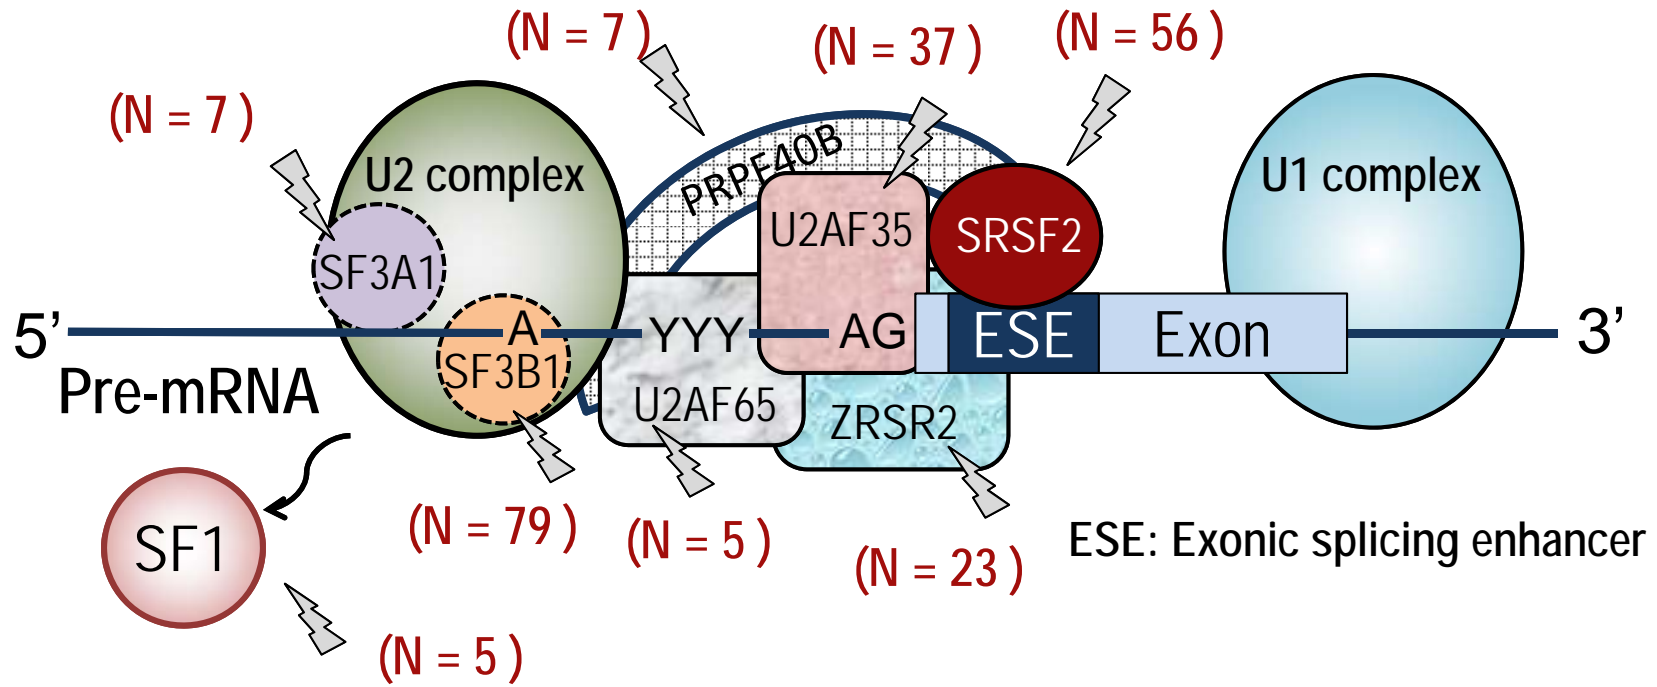 (N = 7 )
(N = 37 )
(N = 56 )
(N = 7 )
U2 complex
PRPF40B
U1 complex
U2AF35
SRSF2
SF3A1
5’
A
YYY
AG
ESE
Exon
3’
Pre-mRNA
SF3B1
U2AF65
ZRSR2
SF1
(N = 79 )
(N = 5 )
(N = 23 )
ESE: Exonic splicing enhancer
(N = 5 )